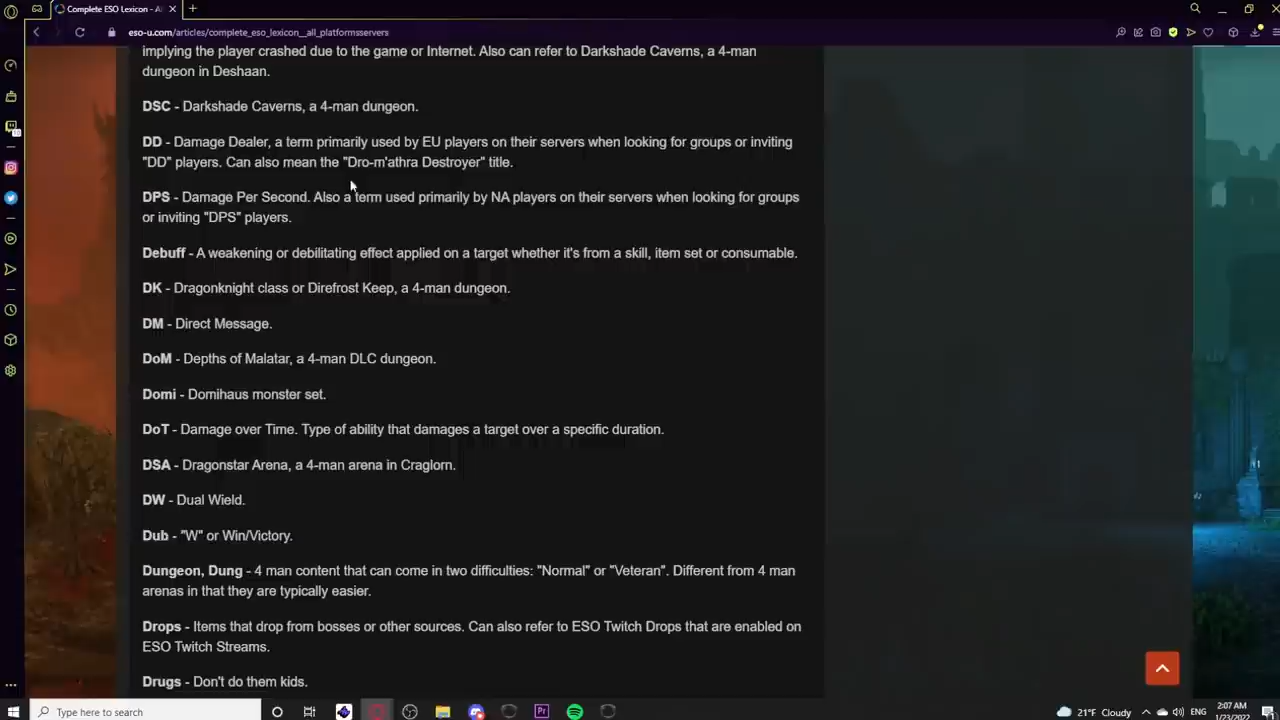 Complete ESO Lexicon - A
eso-u.com/articles/complete_eso_lexicon__all_platformsservers
implying the player crashed due to the game or Internet. Also can refer to Darkshade Caverns, a 4-man
dungeon in Deshaan.
DSC - Darkshade Caverns, a 4-man dungeon.
DD - Damage Dealer, a term primarily used by EU players on their servers when looking for groups or inviting
"DD" players. Can also mean the "Dro-m'athra Destroyer" title.
DPS - Damage Per Second. Also a term used primarily by NA players on their servers when looking for groups
or inviting "DPS" players.
Debuff - A weakening or debilitating effect applied on a target whether it's from a skill, item set or consumable.
DK - Dragonknight class or Direfrost Keep, a 4-man dungeon.
DM - Direct Message.
DoM - Depths of Malatar, a 4-man DLC dungeon.
Domi - Domihaus monster set.
DoT - Damage over Time. Type of ability that damages a target over a specific duration.
DSA - Dragonstar Arena, a 4-man arena in Craglorn.
DW - Dual Wield.
Dub - "W" or Win/Victory.
Dungeon, Dung - 4 man content that can come in two difficulties: "Normal" or "Veteran". Different from 4 man
arenas in that they are typically easier.
Drops - Items that drop from bosses or other sources. Can also refer to ESO Twitch Drops that are enabled on
ESO Twitch Streams.
Drugs - Don't do them kids.
Type here to search
Pr
21°F Cloudy
ENG
2:07 AM
1/23/2022